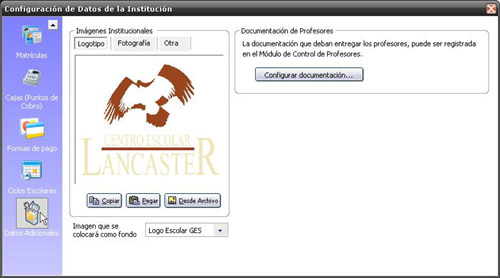 Configuración de Datos de la Institución
Matrículas
Cajas (Puntos de
Cobro)
Formas de pago
Ciclos Escolares
Datos Adicionales
Imágenes Institucionales
Logotipo
Fotografía
Otra
CENTRO ESCOLAR
LANCASTER
Copiar
Pegar
Desde Archivo
Imagen que se
colocará como fondo
Logo Escolar GES
Documentación de Profesores
La documentación que deban entregar los profesores, puede ser registrada
en el Módulo de Control de Profesores.
Configurar documentación...